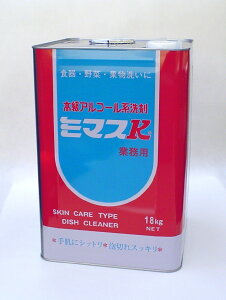 食器・野菜・果物洗いに
高級アルコール系洗剤
ミマスK
業務用
SKIN CARE TYPE
DISH CLEANER
18kg
NET
手肌にシットリ 泡切れスッキリ